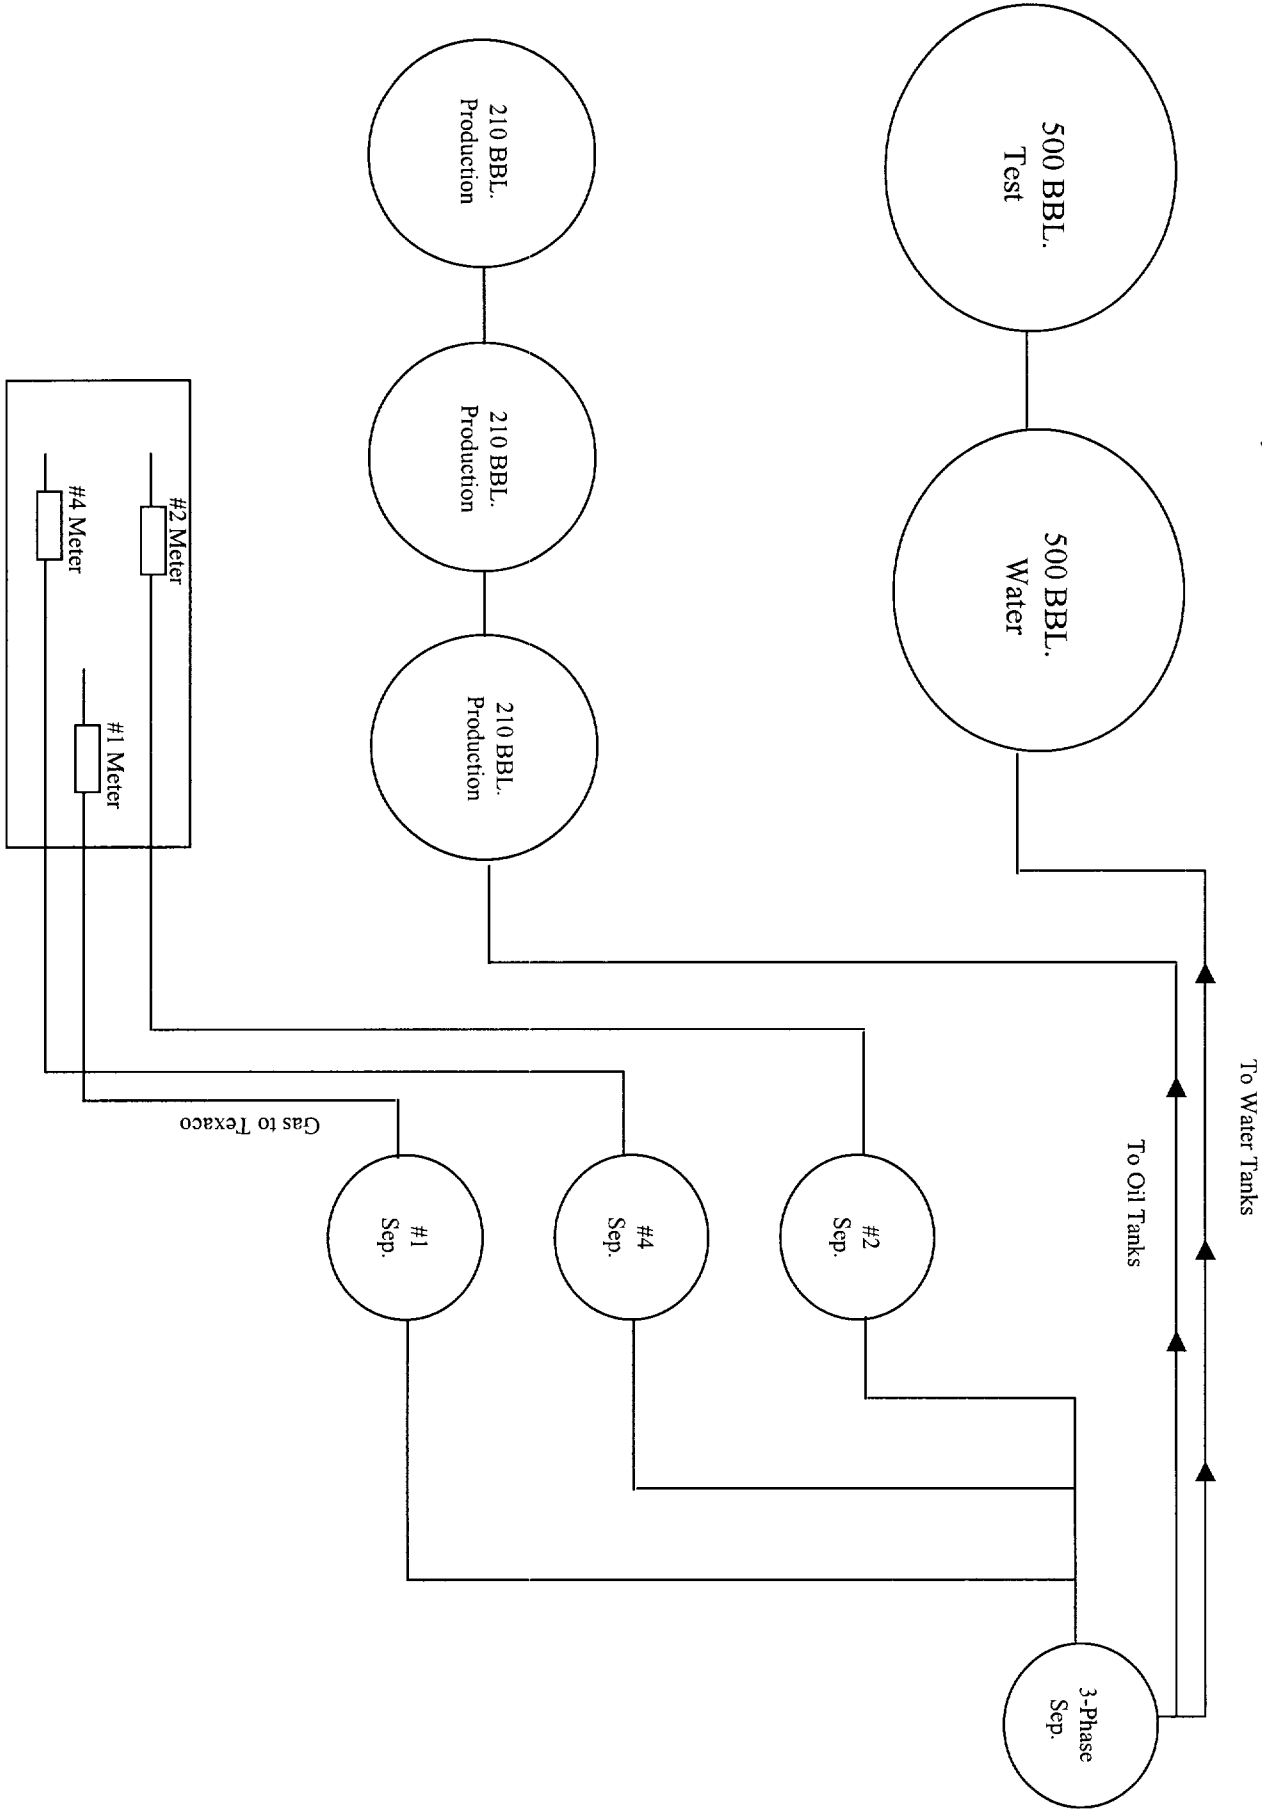 To Water Tanks
To Oil Tanks
500 BBL.
Test
500 BBL.
Water
3-Phase
Sep.
#2
Sep.
#4
Sep.
#1
Sep.
210 BBL.
Production
210 BBL.
Production
210 BBL.
Production
Gas to Texaco
#2 Meter
#1 Meter
#4 Meter